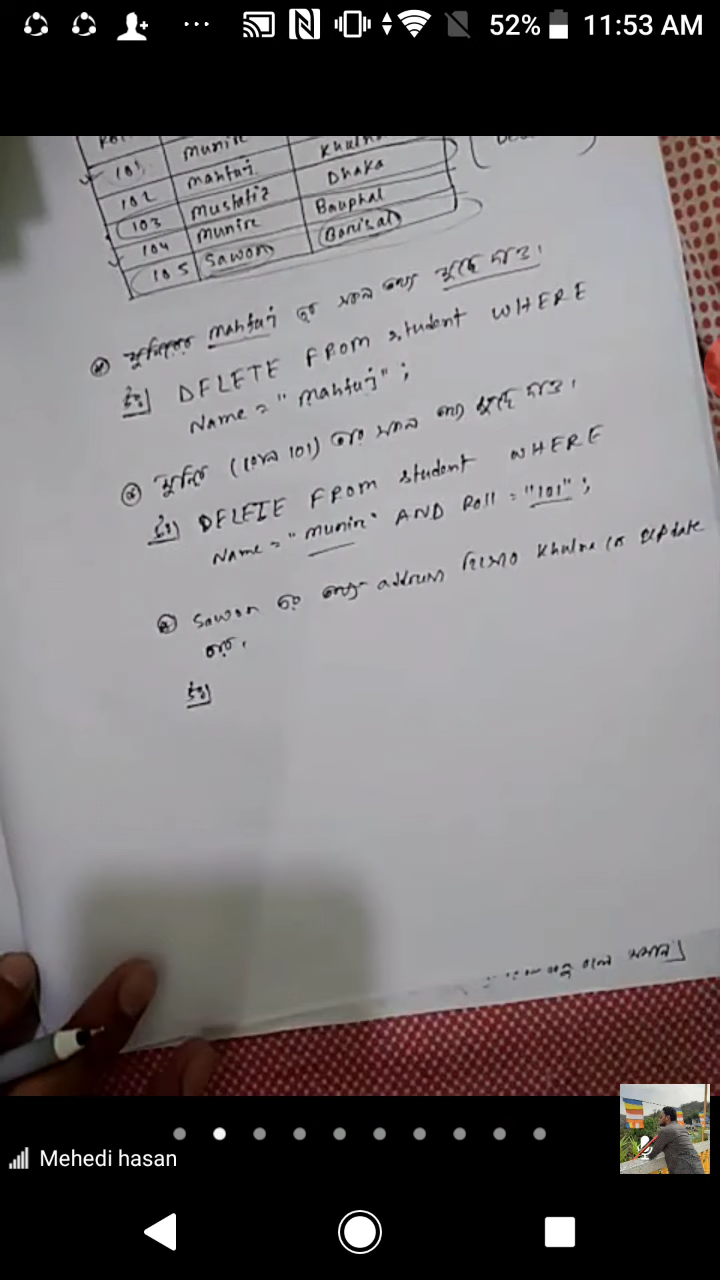 52% 11:53 AM
101 munir Khulna
102 mahfuj Dhaka
103 mustafiz Bauphal
104 munir Barisal
105 Sawon
mahfuj এর সকল তথ্য মুছে দাও।
উঃ DELETE FROM student WHERE
Name = "mahfuj";
মুনির (রোল 101) এর সকল তথ্য মুছে দাও।
উঃ DELETE FROM student WHERE
Name = "munir" AND Roll = "101";
Sawon এর address হিসেবে Khulna কে update
কর।
উঃ
Mehedi hasan